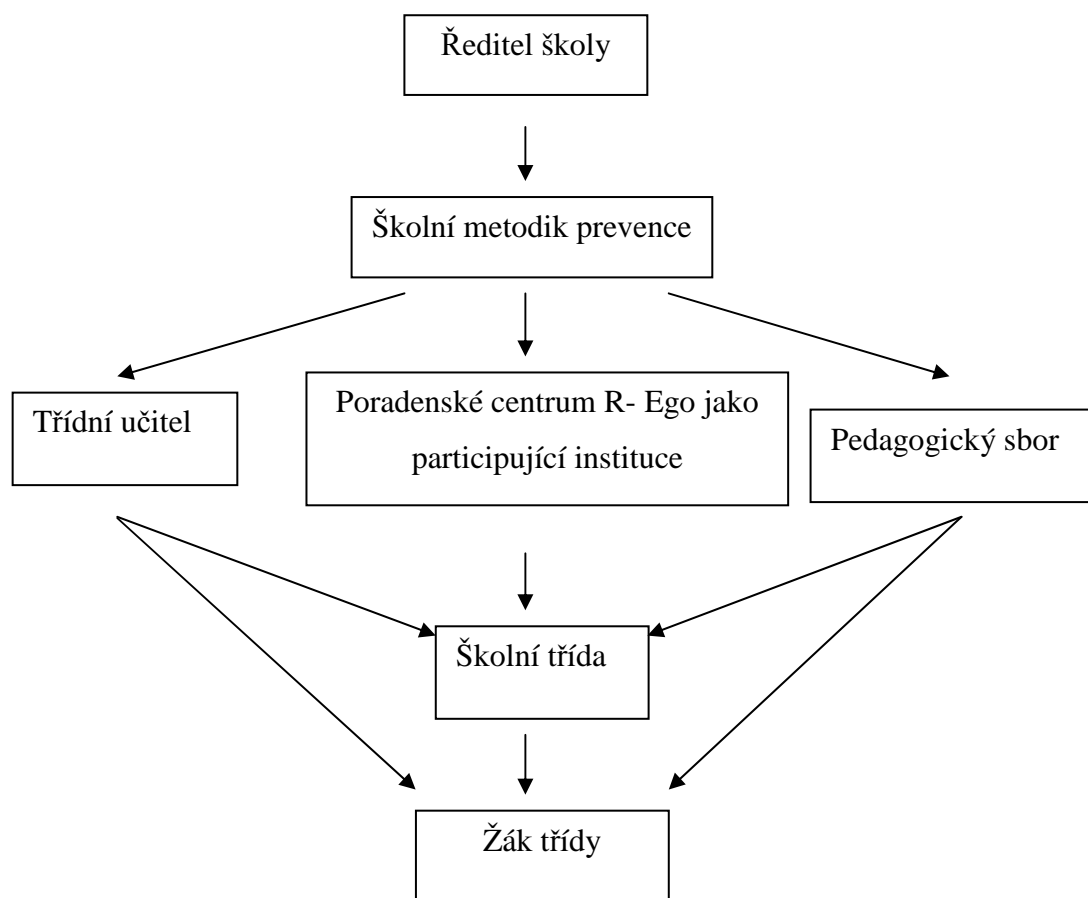 Ředitel školy
Školní metodik prevence
Třídní učitel
Poradenské centrum R- Ego jako
participující instituce
Pedagogický sbor
Školní třída
Žák třídy